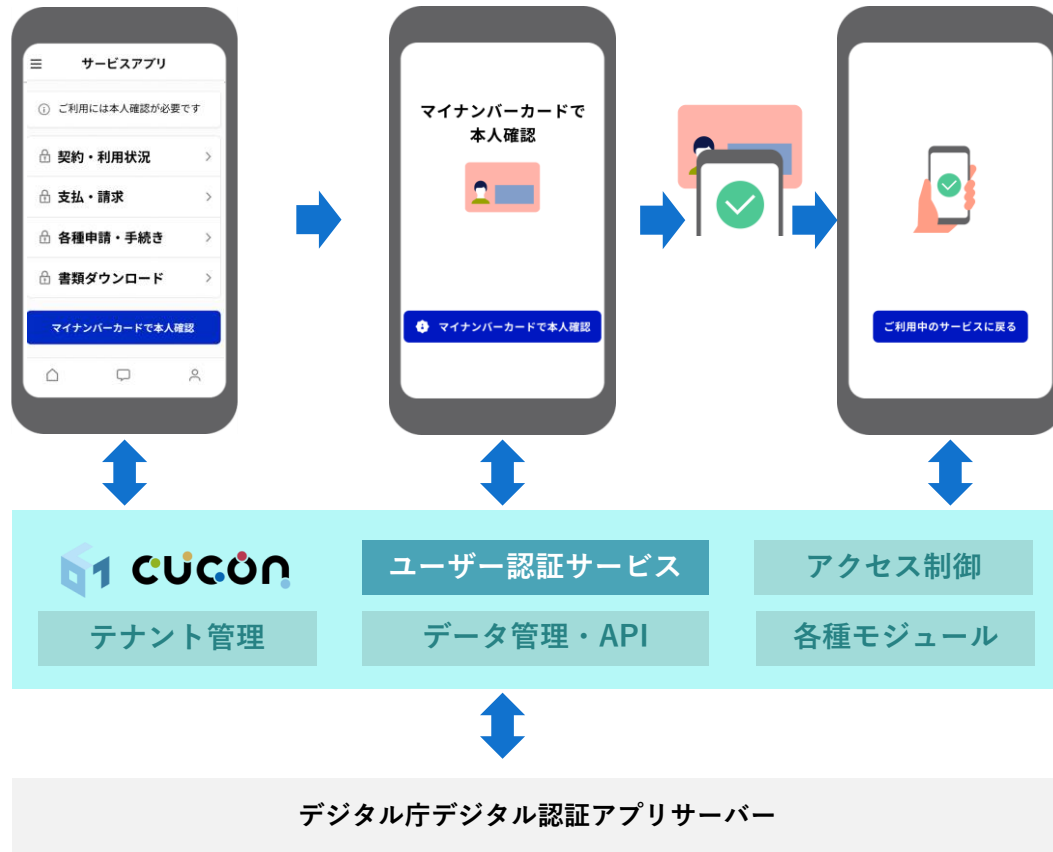 サービスアプリ
ご利用には本人確認が必要です
契約・利用状況
支払・請求
各種申請・手続き
書類ダウンロード
マイナンバーカードで本人確認
マイナンバーカードで
本人確認
マイナンバーカードで本人確認
ご利用中のサービスに戻る
61 cucon
ユーザー認証サービス
アクセス制御
テナント管理
データ管理・API
各種モジュール
デジタル庁デジタル認証アプリサーバー